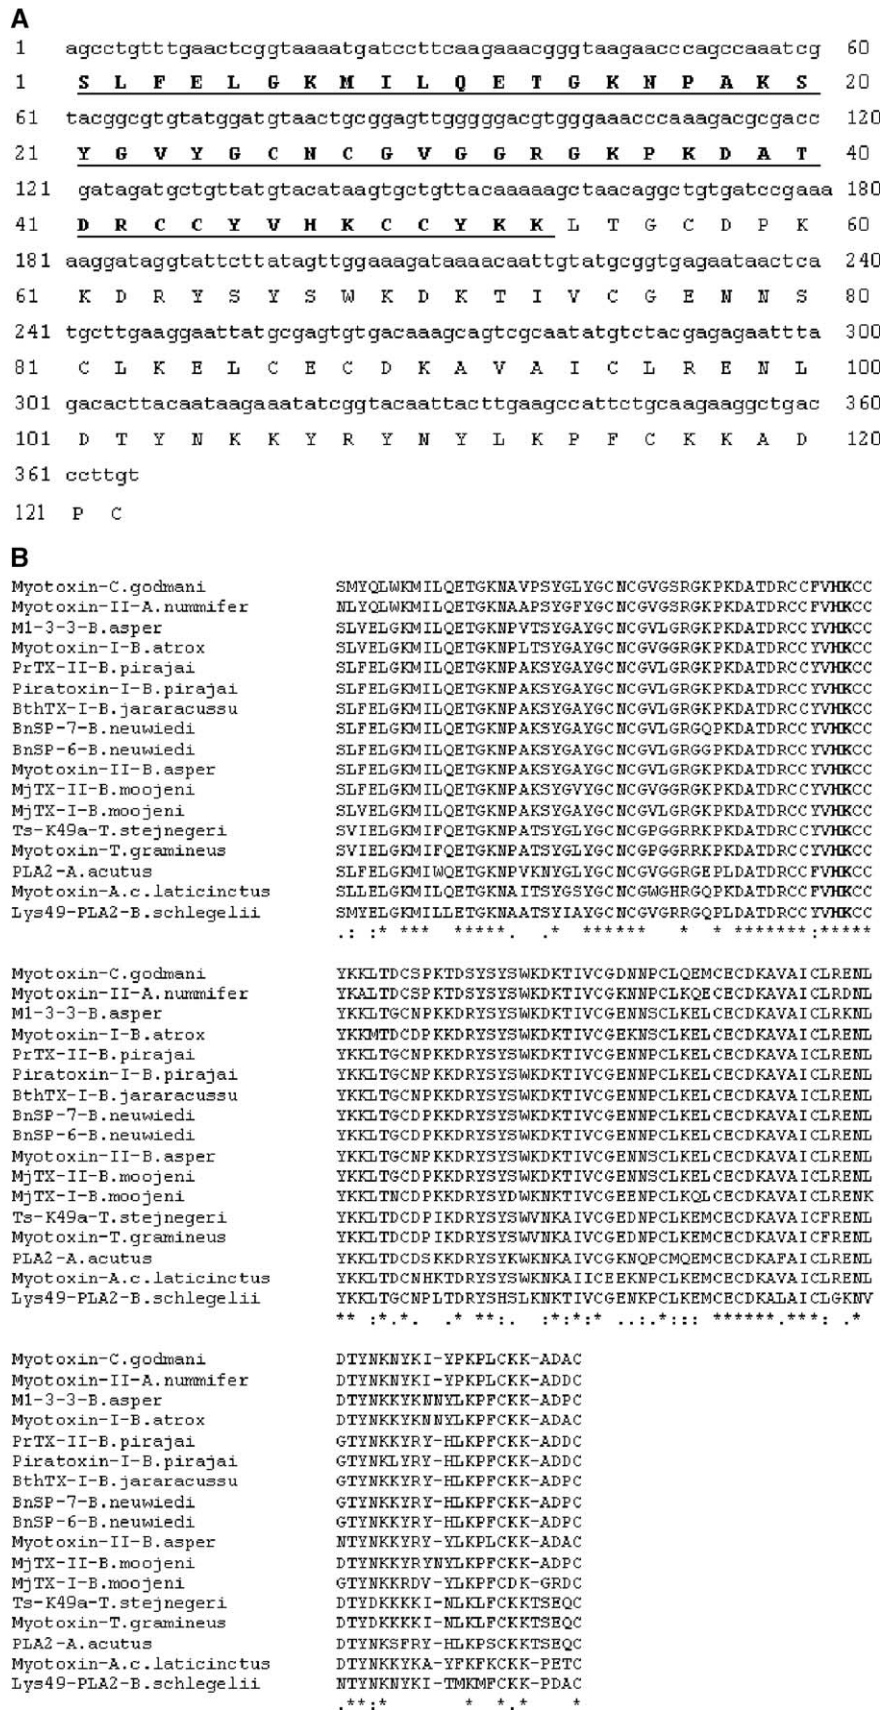 A
1 agcctgtttgaactcggtaaaatgatccttcaagaaacgggtaagaacccagccaaatcg 60
1 S L F E L G K M I L Q E T G K N P A K S 20
61 tacggcgtgtatggatgtaactgcggagttgggggacgtgggaaacccaaagacgcgacc 120
21 Y G V Y G C N C G V G G R G K P K D A T 40
121 gatagatgctgttatgtacataagtgctgttacaaaaagctaacaggctgtgatccgaaa 180
41 D R C C Y V H K C C Y K K L T G C D P K 60
181 aaggataggtattcttatagttggaaagataaaacaattgtatgcggtgagaataactca 240
61 K D R Y S Y S W K D K T I V C G E N N S 80
241 tgcttgaaggaattatgcgagtgtgacaaagcagtcgcaatatgtctacgagagaattta 300
81 C L K E L C E C D K A V A I C L R E N L 100
301 gacacttacaataagaaatatcggtacaattacttgaagccattctgcaagaaggctgac 360
101 D T Y N K K Y R Y N Y L K P F C K K A D 120
361 ccttgt
121 P C
B
Myotoxin-C.godmani SMYQLWKMILQETGKNAVPSYGLYGCNCGVGSRGKPKDATDRCCFVHKCC
Myotoxin-II-A.nummifer NLYQLWKMILQETGKNAAPSYGFYGCNCGVGSRGKPKDATDRCCFVHKCC
M1-3-3-B.asper SLVELGKMILQETGKNPVTSYGAYGCNCGVLGRGKPKDATDRCCYVHKCC
Myotoxin-I-B.atrox SLVELGKMILQETGKNPLTSYGAYGCNCGVGGRGKPKDATDRCCYVHKCC
PrTX-II-B.pirajai SLFELGKMILQETGKNPAKSYGAYGCNCGVLGRGKPKDATDRCCYVHKCC
Piratoxin-I-B.pirajai SLFELGKMILQETGKNPAKSYGAYGCNCGVLGRGKPKDATDRCCYVHKCC
BthTX-I-B.jararacussu SLFELGKMILQETGKNPAKSYGAYGCNCGVLGRGKPKDATDRCCYVHKCC
BnSP-7-B.neuwiedi SLFELGKMILQETGKNPAKSYGAYGCNCGVLGRGQPKDATDRCCYVHKCC
BnSP-6-B.neuwiedi SLFELGKMILQETGKNPAKSYGAYGCNCGVLGRGGPKDATDRCCYVHKCC
Myotoxin-II-B.asper SLFELGKMILQETGKNPAKSYGAYGCNCGVLGRGKPKDATDRCCYVHKCC
MjTX-II-B.moojeni SLFELGKMILQETGKNPAKSYGVYGCNCGVGGRGKPKDATDRCCYVHKCC
MjTX-I-B.moojeni SLVELGKMILQETGKNPAKSYGAYGCNCGVLGRGKPKDATDRCCYVHKCC
Ts-K49a-T.stejnegeri SVIELGKMIFQETGKNPATSYGLYGCNCGPGGRRKPKDATDRCCYVHKCC
Myotoxin-T.gramineus SVIELGKMIFQETGKNPATSYGLYGCNCGPGGRRKPKDATDRCCYVHKCC
PLA2-A.acutus SLFELGKMIWQETGKNPVKNYGLYGCNCGVGGRGEPLDATDRCCFVHKCC
Myotoxin-A.c.laticinctus SLLELGKMILQETGKNAITSYGSYGCNCGWGHRGQPKDATDRCCFVHKCC
Lys49-PLA2-B.schlegelii SMYELGKMILLETGKNAATSYIAYGCNCGVGRRGQPLDATDRCCYVHKCC
.: :* *** *****. .* ****** * * *******:*****
Myotoxin-C.godmani YKKLTDCSPKTDSYSYSWKDKTIVCGDNNPCLQEMCECDKAVAICLRENL
Myotoxin-II-A.nummifer YKALTDCSPKTDSYSYSWKDKTIVCGKNNPCLKQECECDKAVAICLRDNL
M1-3-3-B.asper YKKLTGCNPKKDRYSYSWKDKTIVCGENNSCLKELCECDKAVAICLRKNL
Myotoxin-I-B.atrox YKKMTDCDPKKDRYSYSWKDKTIVCGEKNSCLKELCECDKAVAICLRENL
PrTX-II-B.pirajai YKKLTGCNPKKDRYSYSWKDKTIVCGENNPCLKELCECDKAVAICLRENL
Piratoxin-I-B.pirajai YKKLTGCNPKKDRYSYSWKDKTIVCGENNPCLKELCECDKAVAICLRENL
BthTX-I-B.jararacussu YKKLTGCNPKKDRYSYSWKDKTIVCGENNPCLKELCECDKAVAICLRENL
BnSP-7-B.neuwiedi YKKLTGCDPKKDRYSYSWKDKTIVCGENNPCLKELCECDKAVAICLRENL
BnSP-6-B.neuwiedi YKKLTGCDPKKDRYSYSWKDKTIVCGENNPCLKELCECDKAVAICLRENL
Myotoxin-II-B.asper YKKLTGCNPKKDRYSYSWKDKTIVCGENNSCLKELCECDKAVAICLRENL
MjTX-II-B.moojeni YKKLTGCDPKKDRYSYSWKDKTIVCGENNSCLKELCECDKAVAICLRENL
MjTX-I-B.moojeni YKKLTNCDPKKDRYSYDWKNKTIVCGEENPCLKQLCECDKAVAICLRENK
Ts-K49a-T.stejnegeri YKKLTDCDPIKDRYSYSWVNKAIVCGEDNPCLKEMCECDKAVAICFRENL
Myotoxin-T.gramineus YKKLTDCDPIKDRYSYSWVNKAIVCGEDNPCLKEMCECDKAVAICFRENL
PLA2-A.acutus YKKLTDCDSKKDRYSYKWKNKAIVCGKNQPCMQEMCECDKAFAICLRENL
Myotoxin-A.c.laticinctus YKKLTDCNHKTDRYSYSWKNKAIICEEKNPCLKEMCECDKAVAICLRENL
Lys49-PLA2-B.schlegelii YKKLTGCNPLTDRYSHSLKNKTIVCGENKPCLKEMCECDKALAICLGKNV
** :*.*. .* **:. :*:*:* ..:.*::: ******.***: .*
Myotoxin-C.godmani DTYNKNYKI-YPKPLCKK-ADAC
Myotoxin-II-A.nummifer DTYNKNYKI-YPKPLCKK-ADDC
M1-3-3-B.asper DTYNKKYKNNYLKPFCKK-ADPC
Myotoxin-I-B.atrox DTYNKKYKNNYLKPFCKK-ADAC
PrTX-II-B.pirajai GTYNKKYRY-HLKPFCKK-ADDC
Piratoxin-I-B.pirajai GTYNKLYRY-HLKPFCKK-ADDC
BthTX-I-B.jararacussu GTYNKKYRY-HLKPFCKK-ADPC
BnSP-7-B.neuwiedi GTYNKKYRY-HLKPFCKK-ADPC
BnSP-6-B.neuwiedi GTYNKKYRY-HLKPFCKK-ADPC
Myotoxin-II-B.asper NTYNKKYRY-YLKPLCKK-ADAC
MjTX-II-B.moojeni DTYNKKYRYNYLKPFCKK-ADPC
MjTX-I-B.moojeni GTYNKKRDV-YLKPFCDK-GRDC
Ts-K49a-T.stejnegeri DTYDKKKKI-NLKLFCKKTSEQC
Myotoxin-T.gramineus DTYDKKKKI-NLKLFCKKTSEQC
PLA2-A.acutus DTYNKSFRY-HLKPSCKKTSEQC
Myotoxin-A.c.laticinctus DTYNKKYKA-YFKFKCKK-PETC
Lys49-PLA2-B.schlegelii NTYNKNYKI-TMKMFCKK-PDAC
.**:* * *.* *